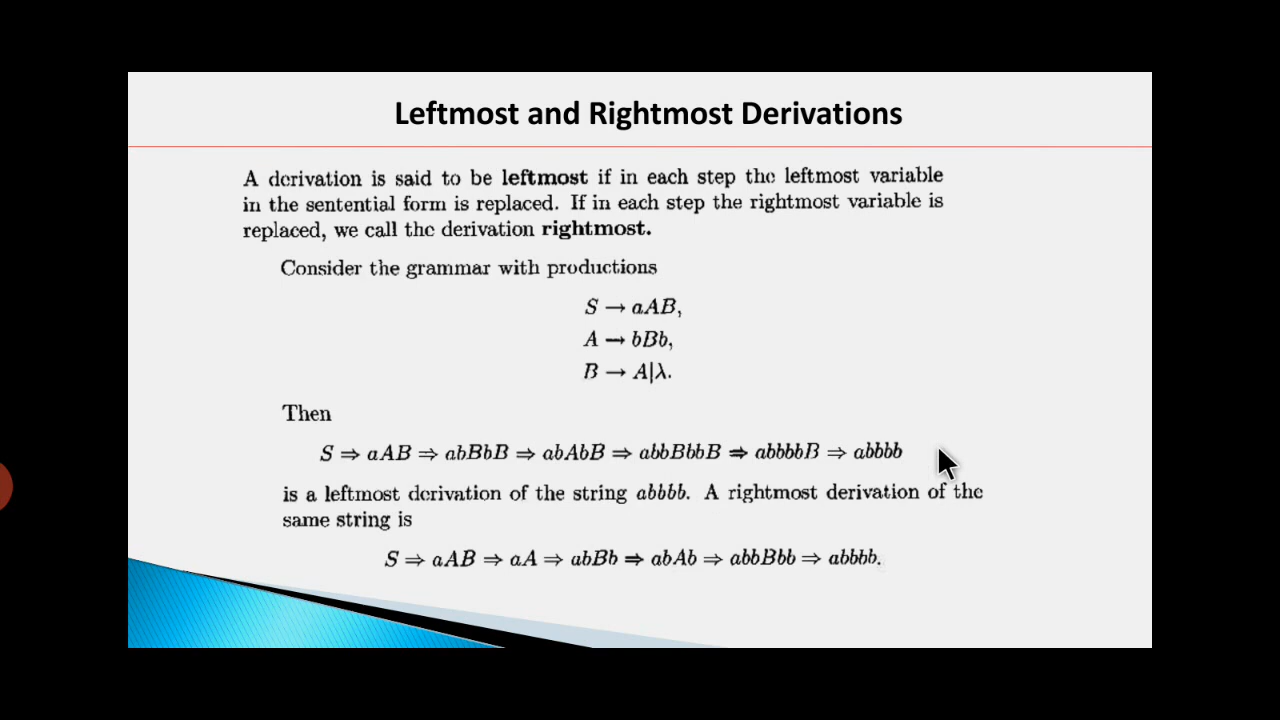 Leftmost and Rightmost Derivations
A derivation is said to be leftmost if in each step the leftmost variable
in the sentential form is replaced. If in each step the rightmost variable is
replaced, we call the derivation rightmost.
Consider the grammar with productions
S → aAB,
A → bBb,
B → A|λ.
Then
S ⇒ aAB ⇒ abBbB ⇒ abAbB ⇒ abbBbbB ⇒ abbbbB ⇒ abbbb
is a leftmost derivation of the string abbbb. A rightmost derivation of the
same string is
S ⇒ aAB ⇒ aA ⇒ abBb ⇒ abAb ⇒ abbBbb ⇒ abbbb.